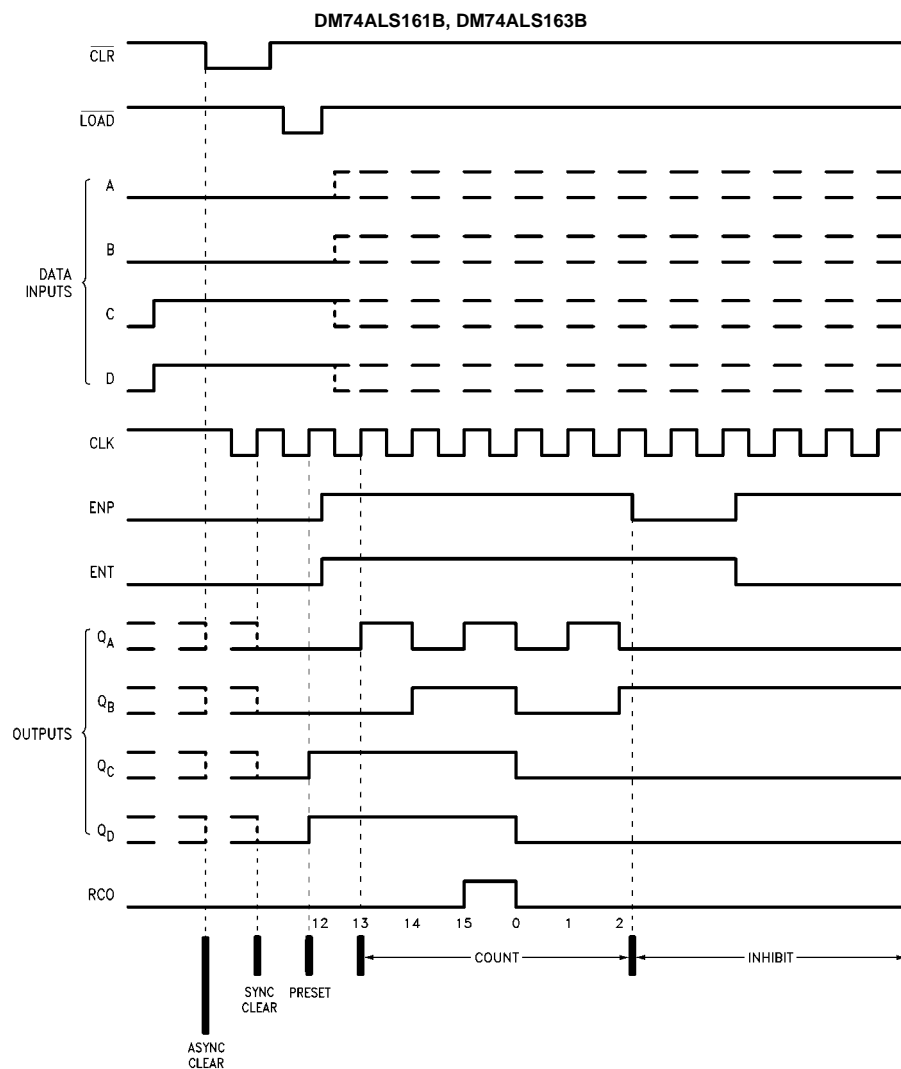 DM74ALS161B, DM74ALS163B
CLR
LOAD
A
B
DATA
INPUTS
C
D
CLK
ENP
ENT
QA
QB
OUTPUTS
QC
QD
RCO
12 13 14 15 0 1 2
COUNT
INHIBIT
SYNC
CLEAR
PRESET
ASYNC
CLEAR